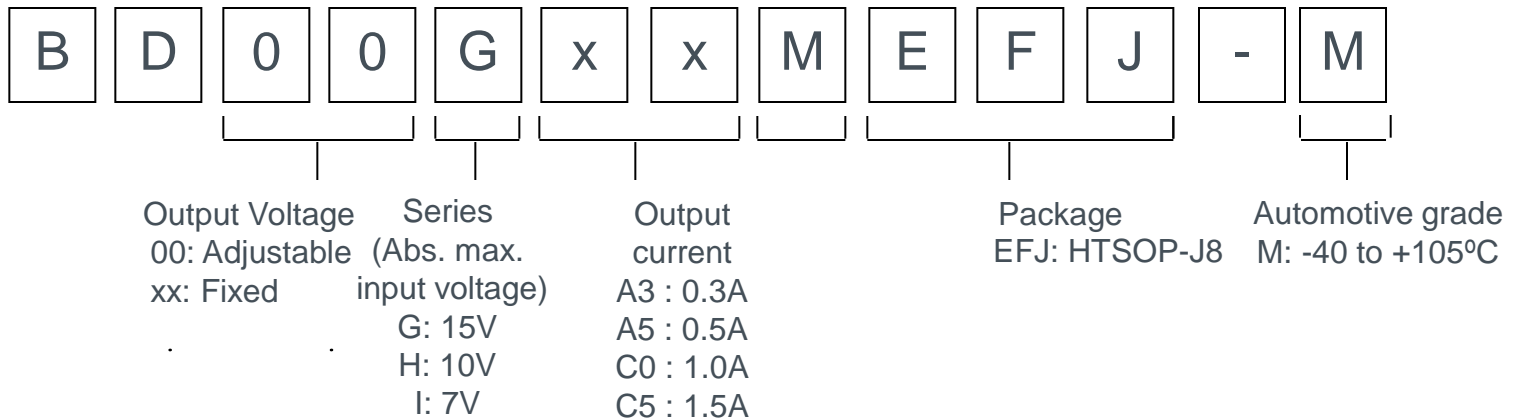 B D 0 0 G x x M E F J - M
Output Voltage
00: Adjustable
xx: Fixed
Series
(Abs. max.
input voltage)
G: 15V
H: 10V
I: 7V
Output
current
A3 : 0.3A
A5 : 0.5A
C0 : 1.0A
C5 : 1.5A
Package
EFJ: HTSOP-J8
Automotive grade
M: -40 to +105ºC